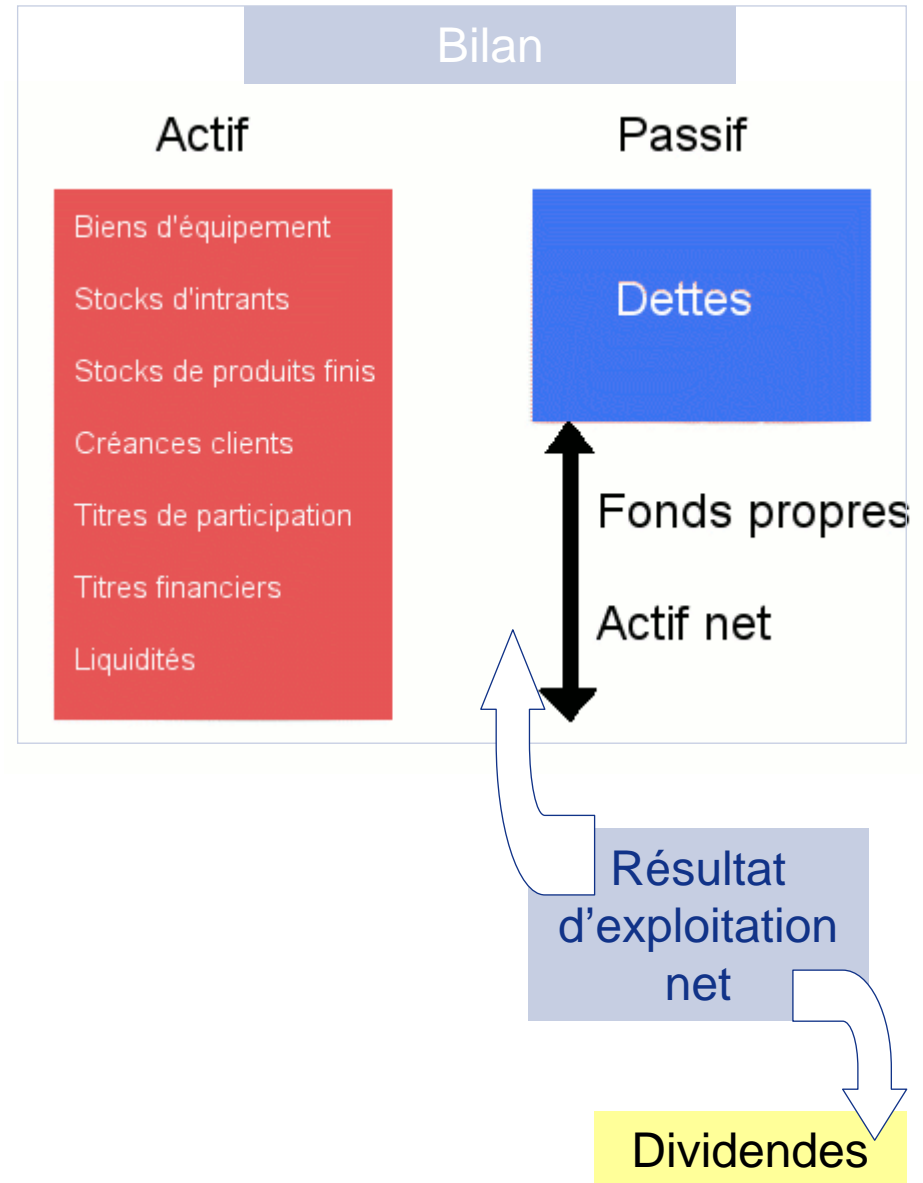 Bilan
Actif
Biens d'équipement
Stocks d'intrants
Stocks de produits finis
Créances clients
Titres de participation
Titres financiers
Liquidités
Passif
Dettes
Fonds propres
Actif net
Résultat
d’exploitation
net
Dividendes